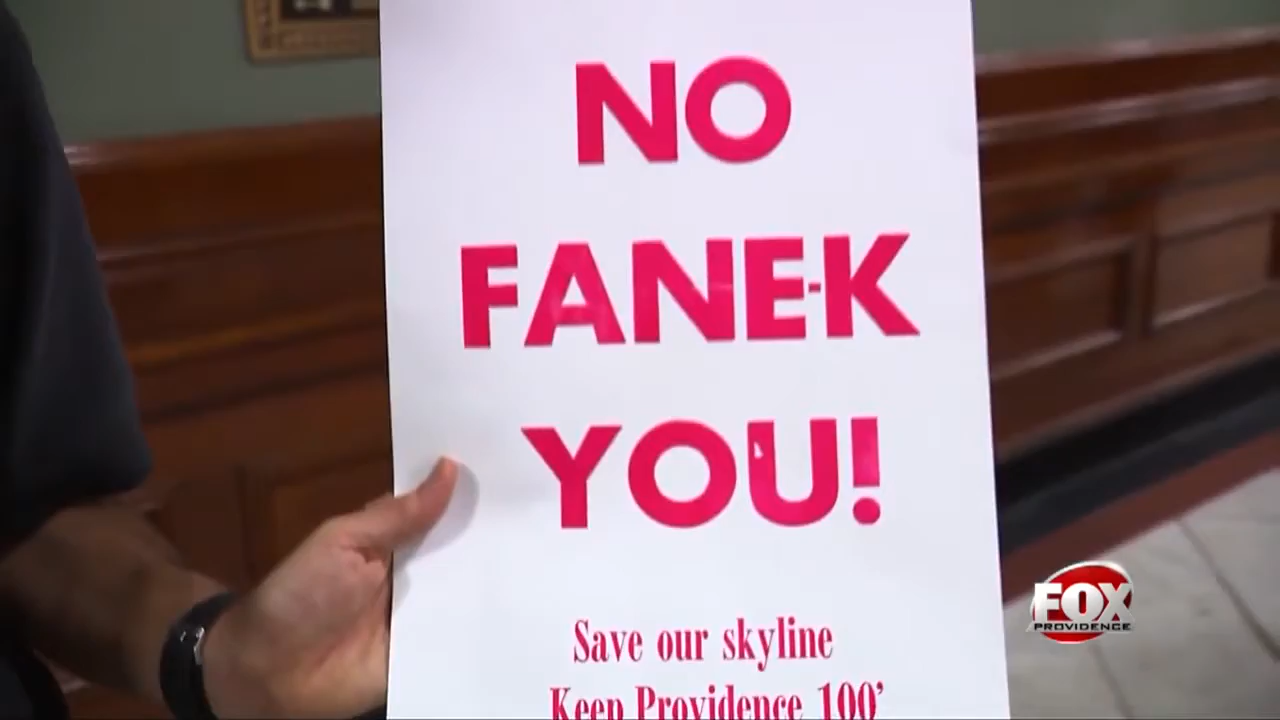 NO
FANE-K
YOU!
Save our skyline
Keep Providence 100'
FOX
PROVIDENCE